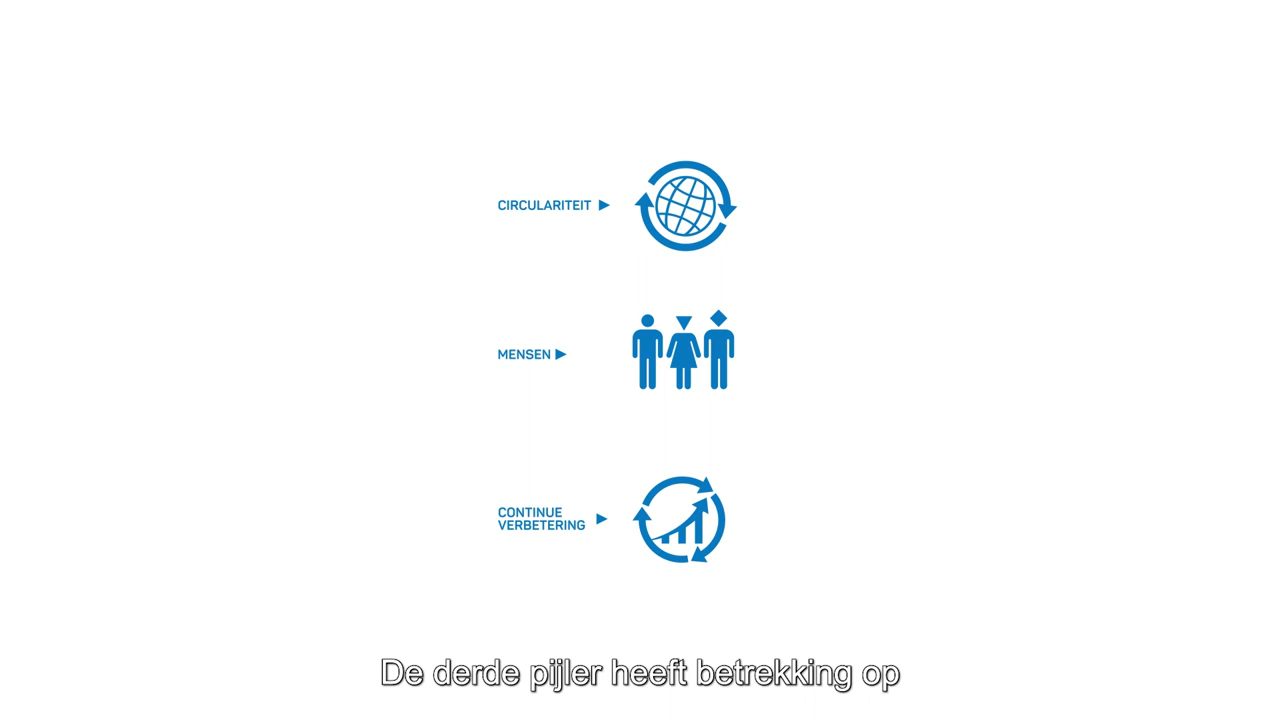 CIRCULARITEIT
MENSEN
CONTINUE
VERBETERING
De derde pijler heeft betrekking op